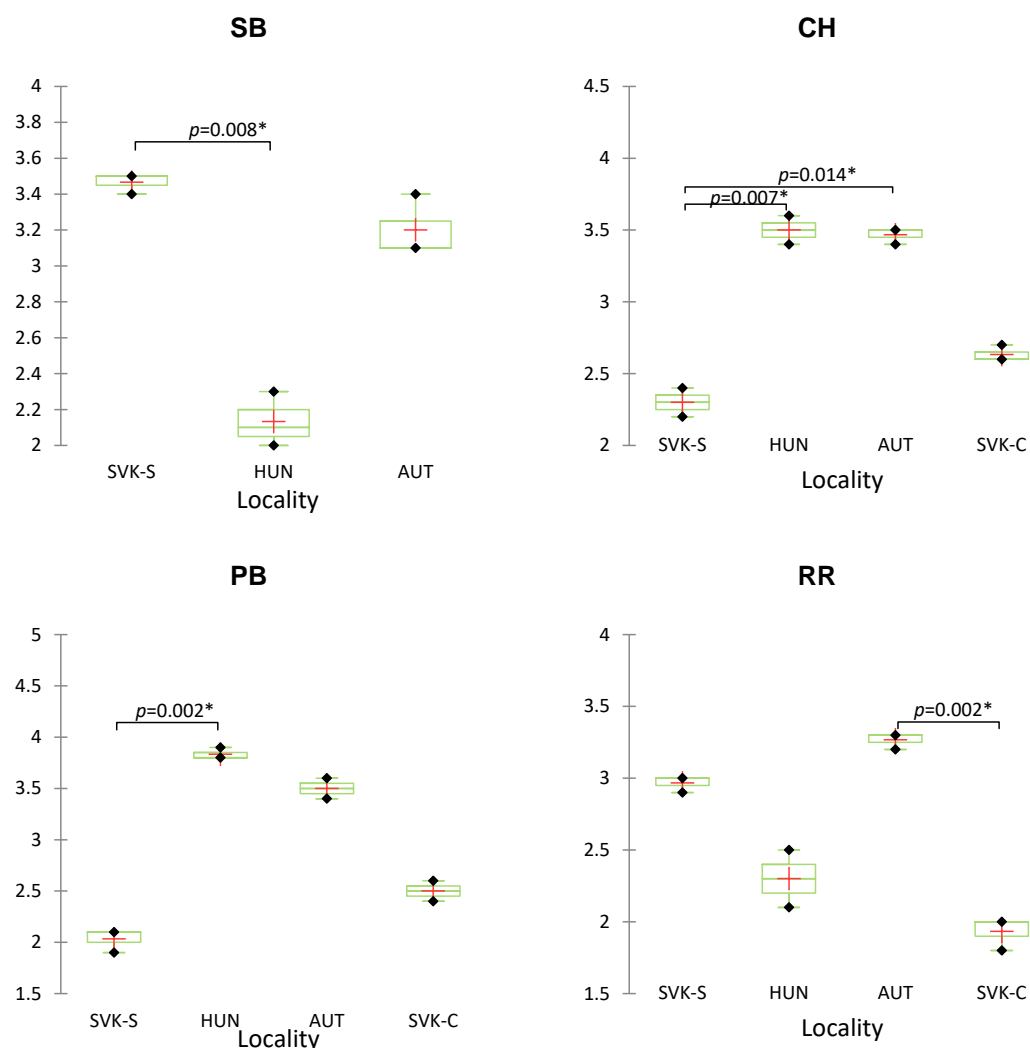 SB
4
3.8
3.6
3.4
3.2
3
2.8
2.6
2.4
2.2
2
p=0.008*
SVK-S HUN AUT
Locality
CH
4.5
4
3.5
3
2.5
2
p=0.014*
p=0.007*
SVK-S HUN AUT SVK-C
Locality
PB
5
4.5
4
3.5
3
2.5
2
1.5
p=0.002*
SVK-S HUN AUT SVK-C
Locality
RR
4
3.5
3
2.5
2
1.5
p=0.002*
SVK-S HUN AUT SVK-C
Locality